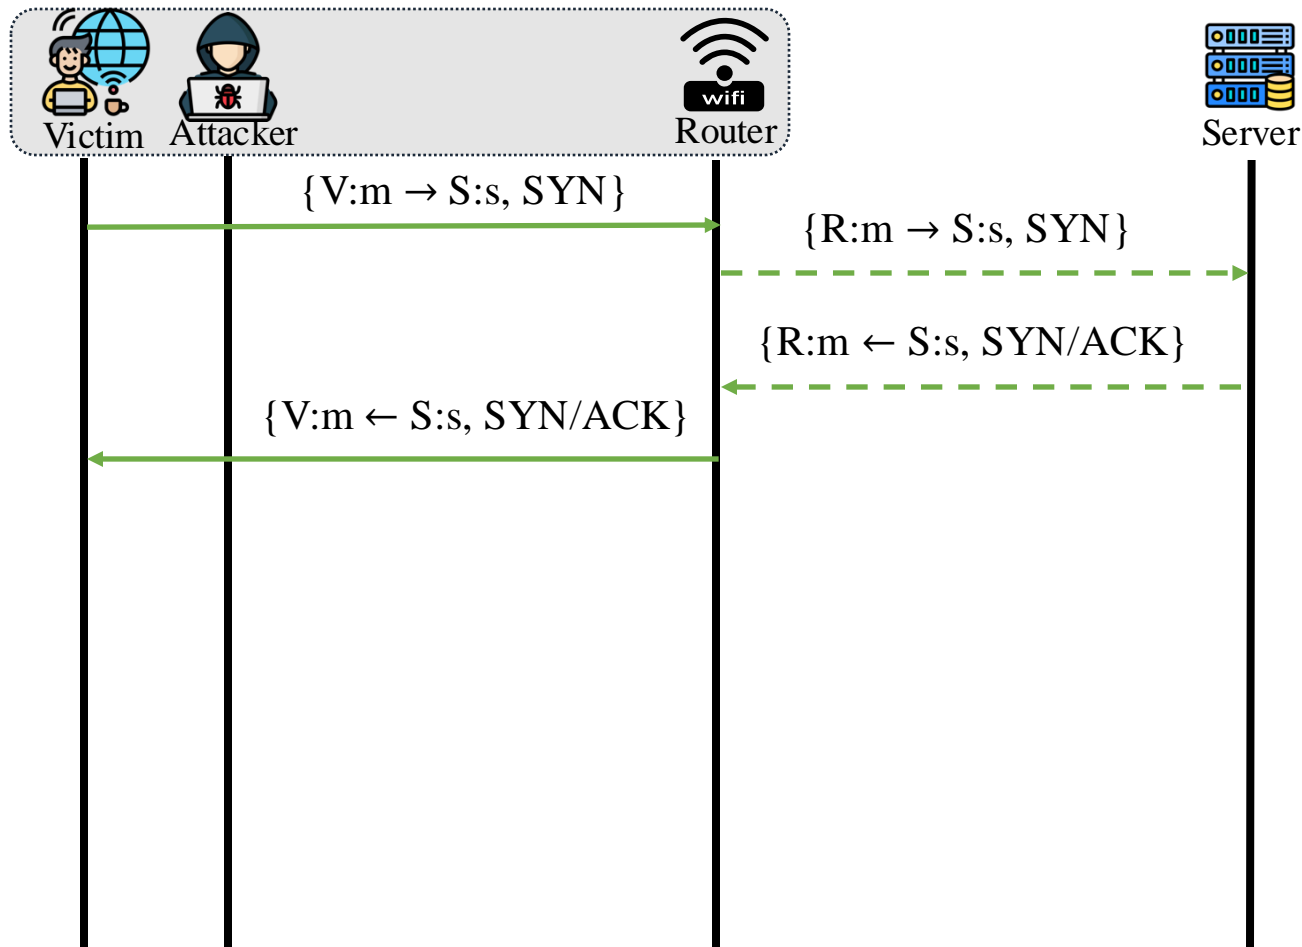 wifi
Victim
Attacker
Router
Server
{V:m → S:s, SYN}
{R:m → S:s, SYN}
{R:m ← S:s, SYN/ACK}
{V:m ← S:s, SYN/ACK}